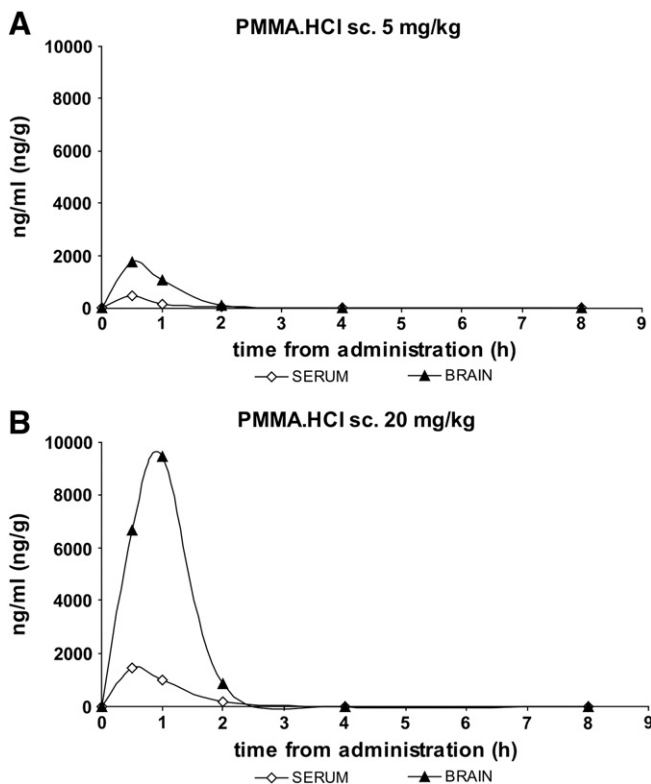 A
PMMA.HCl sc. 5 mg/kg
10000
8000
6000
4000
2000
0
ng/ml (ng/g)
0 1 2 3 4 5 6 7 8 9
time from administration (h)
SERUM BRAIN
B
PMMA.HCl sc. 20 mg/kg
10000
8000
6000
4000
2000
0
ng/ml (ng/g)
0 1 2 3 4 5 6 7 8 9
time from administration (h)
SERUM BRAIN